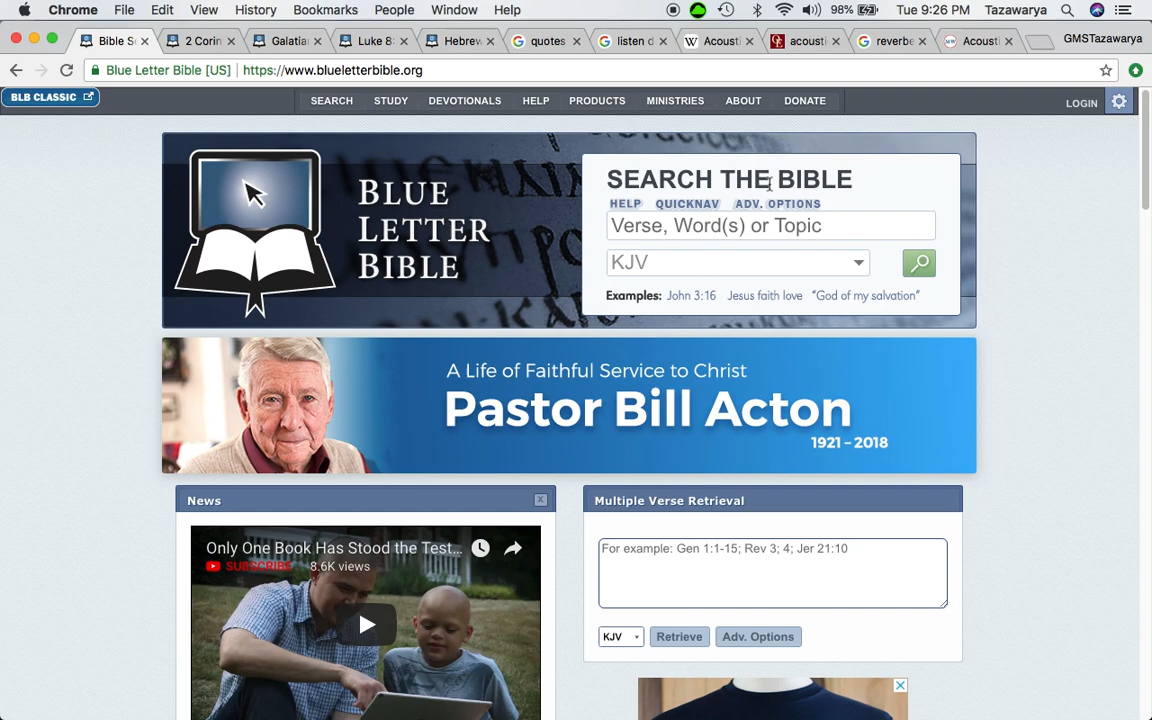 Chrome File Edit View History Bookmarks People Window Help 98% Tue 9:26 PM Tazawarya
Bible S 2 Corin Galatia Luke 8: Hebrew quotes listen d Acousti acousti reverbe Acousti GMSTazawarya
Blue Letter Bible [US] https://www.blueletterbible.org
BLB CLASSIC SEARCH STUDY DEVOTIONALS HELP PRODUCTS MINISTRIES ABOUT DONATE LOGIN
BLUE
LETTER
BIBLE
SEARCH THE BIBLE
HELP QUICKNAV ADV. OPTIONS
Verse, Word(s) or Topic
KJV
Examples: John 3:16 Jesus faith love “God of my salvation”
A Life of Faithful Service to Christ
Pastor Bill Acton
1921 – 2018
News
Only One Book Has Stood the Test...
SUBSCRIBE 8.6K views
Multiple Verse Retrieval
For example: Gen 1:1-15; Rev 3; 4; Jer 21:10
KJV Retrieve Adv. Options